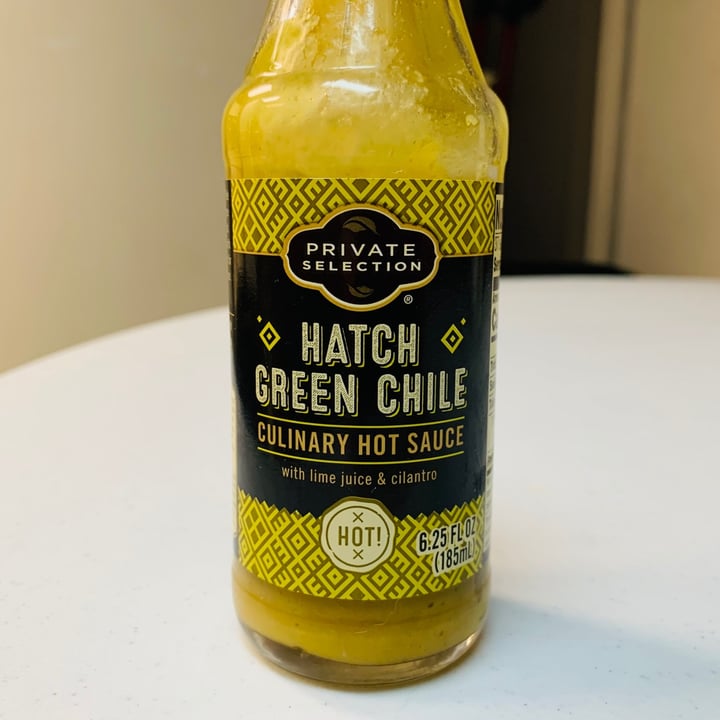 PRIVATE
SELECTION
®
HATCH
GREEN CHILE
CULINARY HOT SAUCE
with lime juice & cilantro
HOT!
6.25 FL OZ
(185mL)